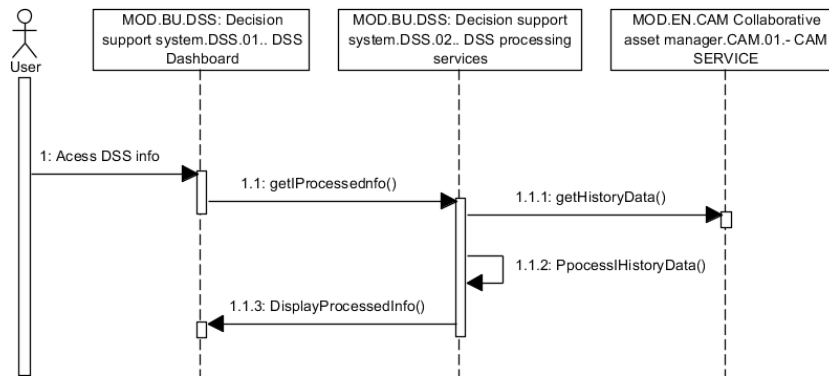 MOD.BU.DSS: Decision
support system.DSS.01.. DSS
Dashboard
MOD.BU.DSS: Decision support
system.DSS.02.. DSS processing
services
MOD.EN.CAM Collaborative
asset manager.CAM.01.- CAM
SERVICE
User
1: Acess DSS info
1.1: getIProcessednfo()
1.1.1: getHistoryData()
1.1.2: PpocessIHistoryData()
1.1.3: DisplayProcessedInfo()